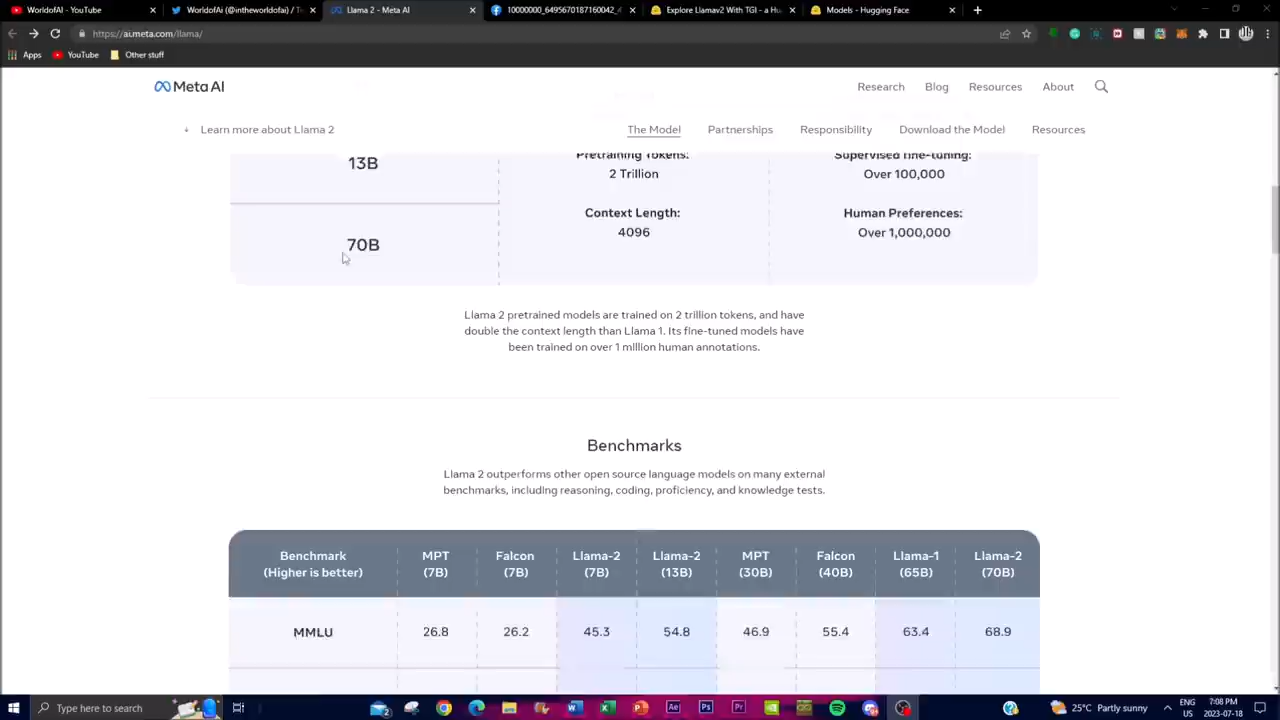 WorldofAI - YouTube
WorldofAI (@intheworldofai) / T
Llama 2 - Meta AI
10000000_6495670187160042_4
Explore Llamav2 With TGI - a Hu
Models - Hugging Face
https://ai.meta.com/llama/
Apps
YouTube
Other stuff
Meta AI
Research
Blog
Resources
About
Learn more about Llama 2
The Model
Partnerships
Responsibility
Download the Model
Resources
13B
Pretraining Tokens:
2 Trillion
Supervised fine-tuning:
Over 100,000
70B
Context Length:
4096
Human Preferences:
Over 1,000,000
Llama 2 pretrained models are trained on 2 trillion tokens, and have
double the context length than Llama 1. Its fine-tuned models have
been trained on over 1 million human annotations.
Benchmarks
Llama 2 outperforms other open source language models on many external
benchmarks, including reasoning, coding, proficiency, and knowledge tests.
Benchmark
(Higher is better)
MPT
(7B)
Falcon
(7B)
Llama-2
(7B)
Llama-2
(13B)
MPT
(30B)
Falcon
(40B)
Llama-1
(65B)
Llama-2
(70B)
MMLU 26.8 26.2 45.3 54.8 46.9 55.4 63.4 68.9
Type here to search
25°C Partly sunny
ENG
US
7:08 PM
2023-07-18